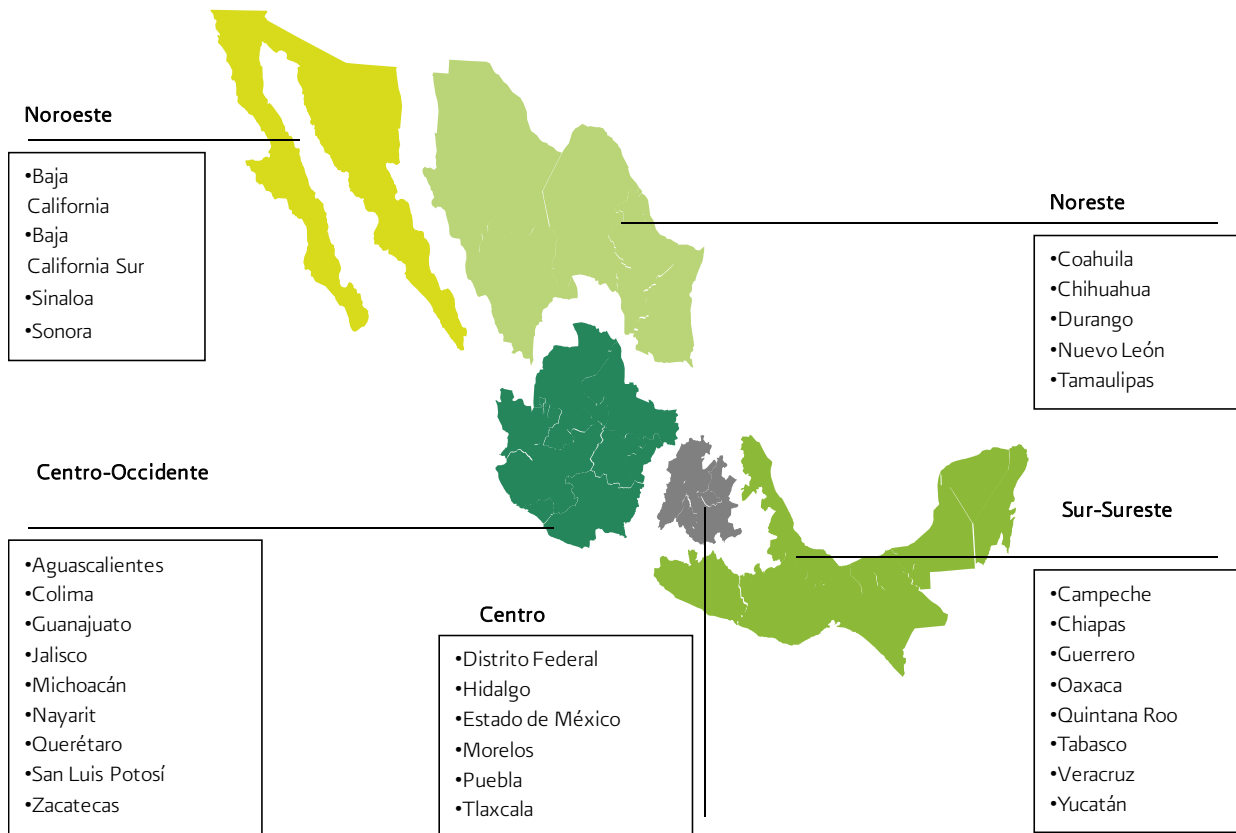 Noroeste
•Baja
California
•Baja
California Sur
•Sinaloa
•Sonora
Noreste
•Coahuila
•Chihuahua
•Durango
•Nuevo León
•Tamaulipas
Centro-Occidente
•Aguascalientes
•Colima
•Guanajuato
•Jalisco
•Michoacán
•Nayarit
•Querétaro
•San Luis Potosí
•Zacatecas
Centro
•Distrito Federal
•Hidalgo
•Estado de México
•Morelos
•Puebla
•Tlaxcala
Sur-Sureste
•Campeche
•Chiapas
•Guerrero
•Oaxaca
•Quintana Roo
•Tabasco
•Veracruz
•Yucatán